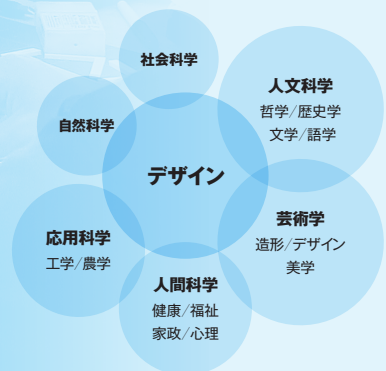 社会科学
人文科学
哲学/歴史学
文学/語学
自然科学
デザイン
芸術学
造形/デザイン
美学
応用科学
工学/農学
人間科学
健康/福祉
家政/心理